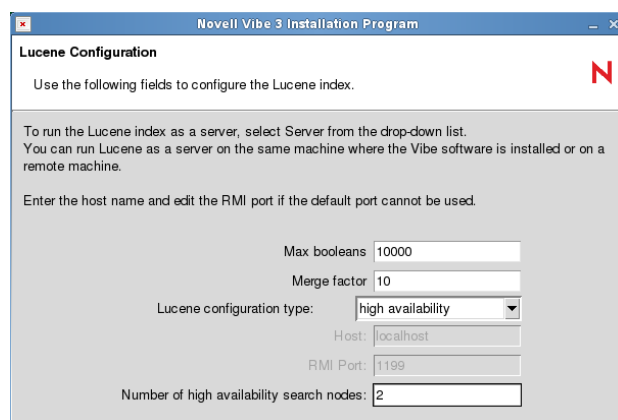 Novell Vibe 3 Installation Program
Lucene Configuration
Use the following fields to configure the Lucene index.
N
To run the Lucene index as a server, select Server from the drop-down list.
You can run Lucene as a server on the same machine where the Vibe software is installed or on a
remote machine.
Enter the host name and edit the RMI port if the default port cannot be used.
Max booleans 10000
Merge factor 10
Lucene configuration type: high availability
Host: localhost
RMI Port: 1199
Number of high availability search nodes: 2